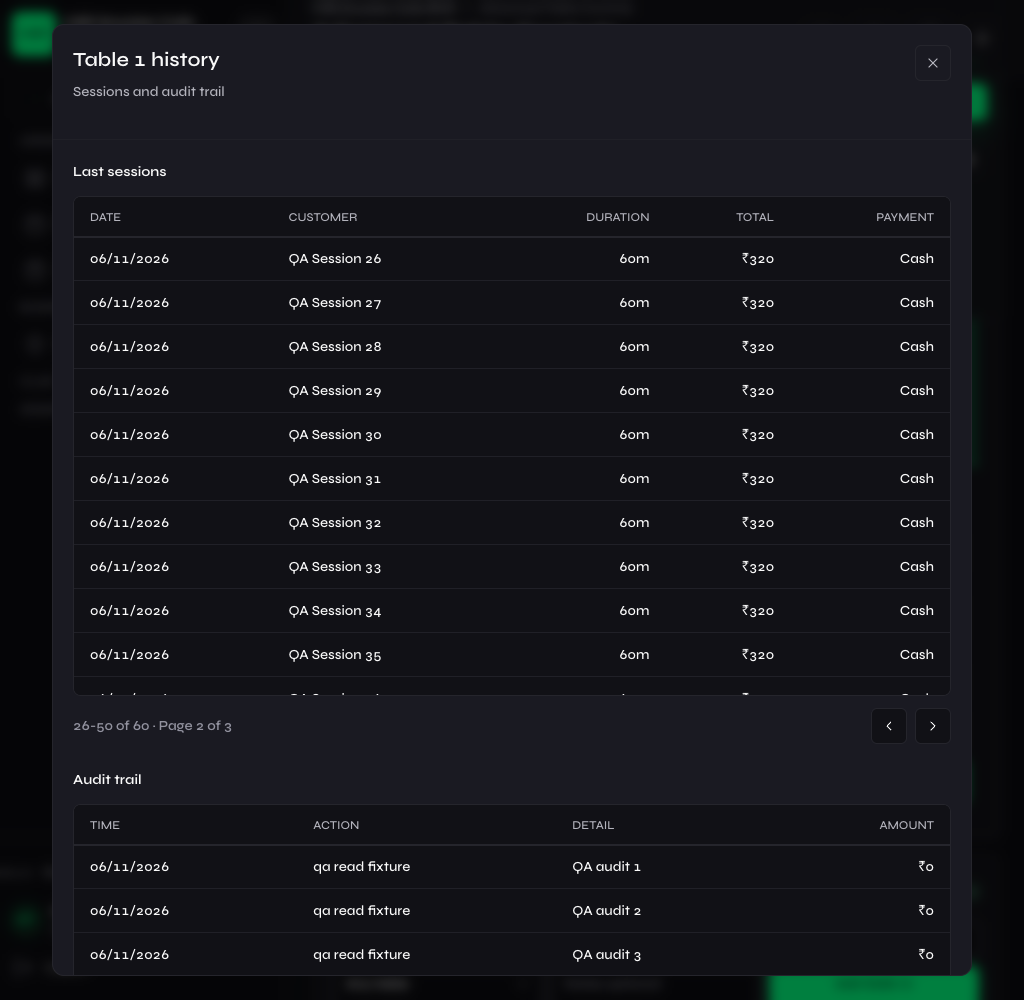 Table 1 history
Sessions and audit trail
Last sessions
DATE CUSTOMER DURATION TOTAL PAYMENT
06/11/2026 QA Session 26 60m ₹320 Cash
06/11/2026 QA Session 27 60m ₹320 Cash
06/11/2026 QA Session 28 60m ₹320 Cash
06/11/2026 QA Session 29 60m ₹320 Cash
06/11/2026 QA Session 30 60m ₹320 Cash
06/11/2026 QA Session 31 60m ₹320 Cash
06/11/2026 QA Session 32 60m ₹320 Cash
06/11/2026 QA Session 33 60m ₹320 Cash
06/11/2026 QA Session 34 60m ₹320 Cash
06/11/2026 QA Session 35 60m ₹320 Cash
26-50 of 60 · Page 2 of 3
Audit trail
TIME ACTION DETAIL AMOUNT
06/11/2026 qa read fixture QA audit 1 ₹0
06/11/2026 qa read fixture QA audit 2 ₹0
06/11/2026 qa read fixture QA audit 3 ₹0